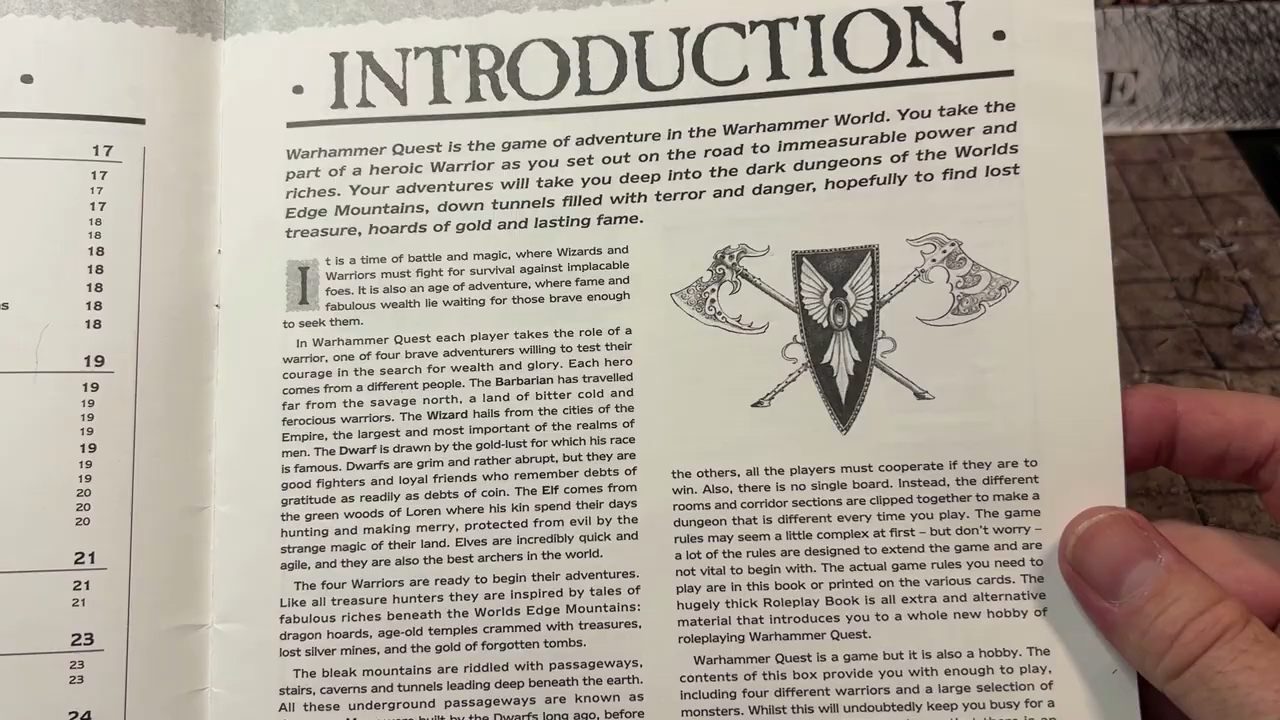 17
17
17
17
18
18
18
18
18
18
18
19
19
19
19
19
19
19
19
20
20
20
21
21
21
23
23
23
24
· INTRODUCTION ·
Warhammer Quest is the game of adventure in the Warhammer World. You take the
part of a heroic Warrior as you set out on the road to immeasurable power and
riches. Your adventures will take you deep into the dark dungeons of the Worlds
Edge Mountains, down tunnels filled with terror and danger, hopefully to find lost
treasure, hoards of gold and lasting fame.
It is a time of battle and magic, where Wizards and
Warriors must fight for survival against implacable
foes. It is also an age of adventure, where fame and
fabulous wealth lie waiting for those brave enough
to seek them.
In Warhammer Quest each player takes the role of a
warrior, one of four brave adventurers willing to test their
courage in the search for wealth and glory. Each hero
comes from a different people. The Barbarian has travelled
far from the savage north, a land of bitter cold and
ferocious warriors. The Wizard hails from the cities of the
Empire, the largest and most important of the realms of
men. The Dwarf is drawn by the gold-lust for which his race
is famous. Dwarfs are grim and rather abrupt, but they are
good fighters and loyal friends who remember debts of
gratitude as readily as debts of coin. The Elf comes from
the green woods of Loren where his kin spend their days
hunting and making merry, protected from evil by the
strange magic of their land. Elves are incredibly quick and
agile, and they are also the best archers in the world.
The four Warriors are ready to begin their adventures.
Like all treasure hunters they are inspired by tales of
fabulous riches beneath the Worlds Edge Mountains:
dragon hoards, age-old temples crammed with treasures,
lost silver mines, and the gold of forgotten tombs.
The bleak mountains are riddled with passageways,
stairs, caverns and tunnels leading deep beneath the earth.
All these underground passageways are known as
built by the Dwarfs long ago, before
the others, all the players must cooperate if they are to
win. Also, there is no single board. Instead, the different
rooms and corridor sections are clipped together to make a
dungeon that is different every time you play. The game
rules may seem a little complex at first – but don't worry –
a lot of the rules are designed to extend the game and are
not vital to begin with. The actual game rules you need to
play are in this book or printed on the various cards. The
hugely thick Roleplay Book is all extra and alternative
material that introduces you to a whole new hobby of
roleplaying Warhammer Quest.
Warhammer Quest is a game but it is also a hobby. The
contents of this box provide you with enough to play,
including four different warriors and a large selection of
monsters. Whilst this will undoubtedly keep you busy for a
E